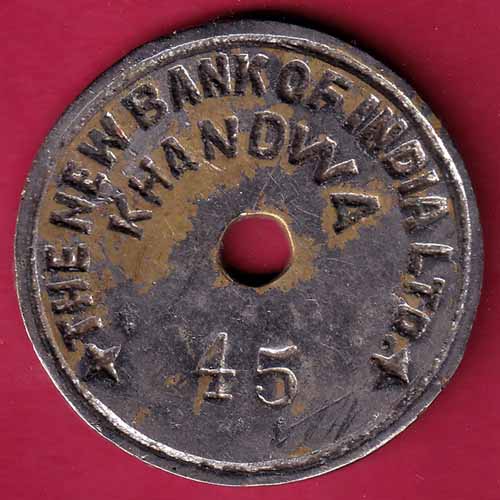 THE NEW BANK OF INDIA LTD.
KHANDWA
45